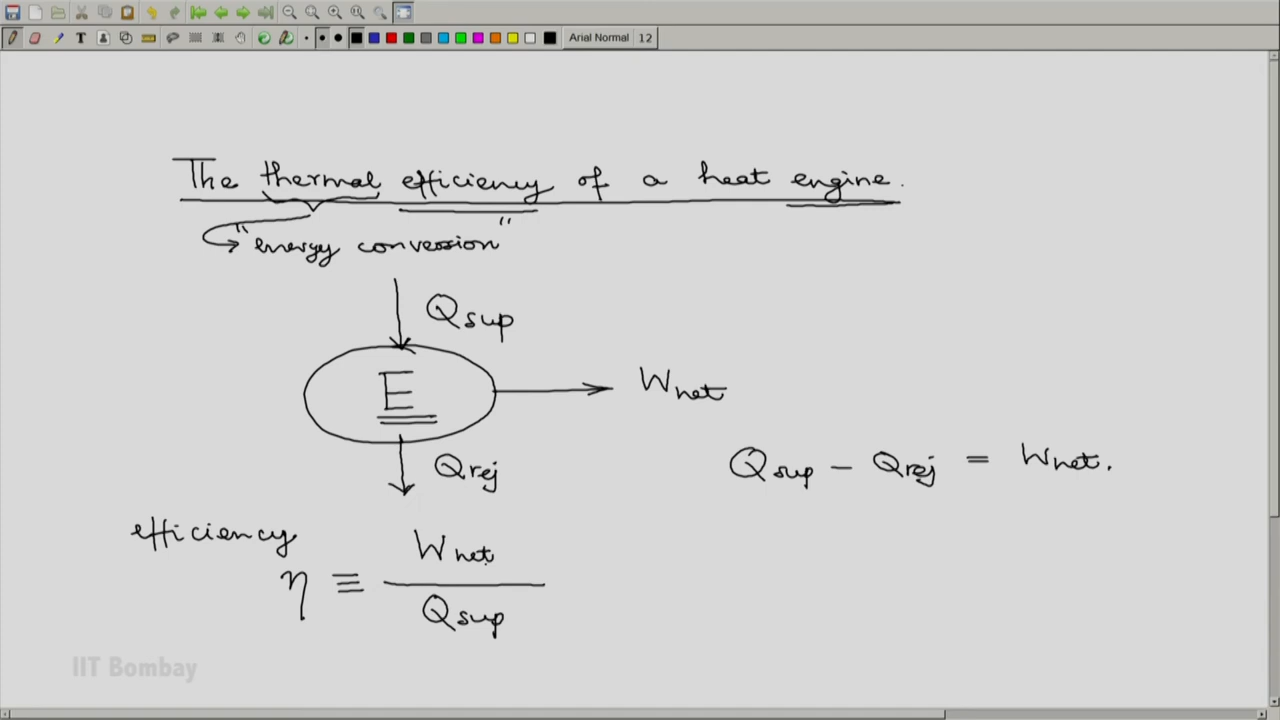 Arial Normal 12
The thermal efficiency of a heat engine.
"energy conversion"
Qsup
E
Wnet
Qrej
Qsup - Qrej = Wnet.
efficiency
η ≡ Wnet
Qsup
IIT Bombay